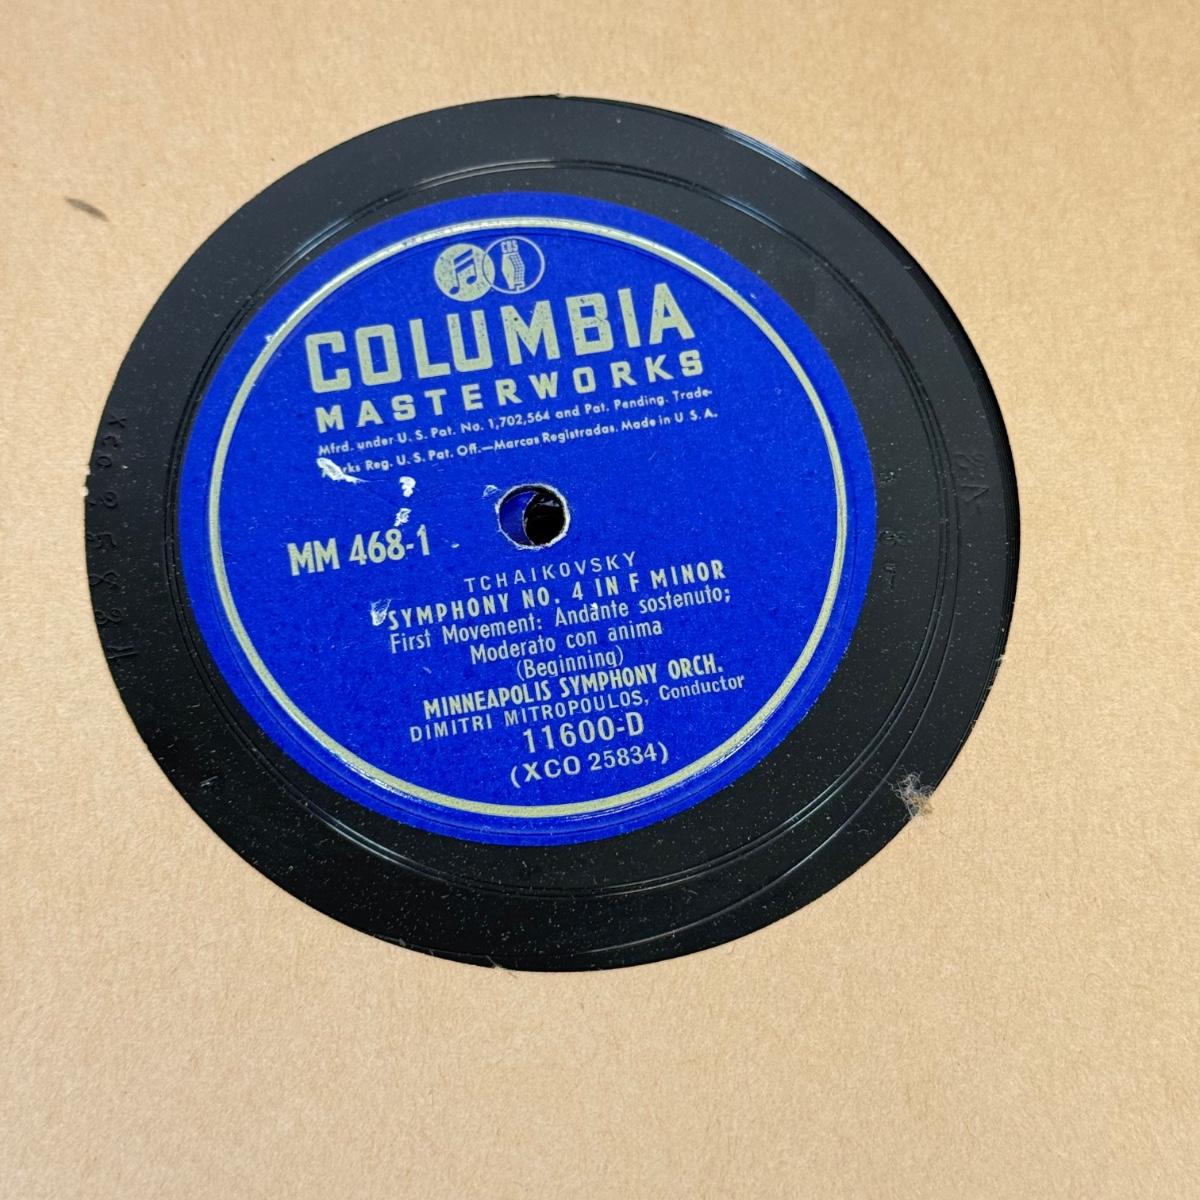 CBS
COLUMBIA
MASTERWORKS
Mfrd. under U. S. Pat. No. 1,702,564 and Pat. Pending. Trade-
Reg. U. S. Pat. Off.—Marcas Registradas. Made in U S. A.
MM 468-1
TCHAIKOVSKY
SYMPHONY NO. 4 IN F MINOR
First Movement: Andante sostenuto;
Moderato con anima
(Beginning)
MINNEAPOLIS SYMPHONY ORCH.
DIMITRI MITROPOULOS, Conductor
11600-D
(XCO 25834)